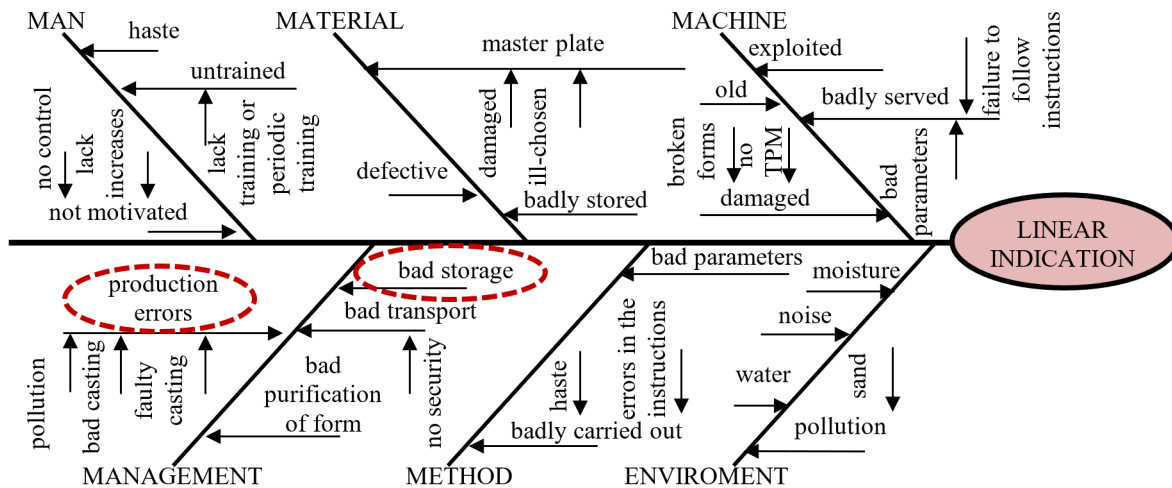 MAN
haste
untrained
lack
training or
periodic
training
no control
lack
increases
not motivated
MATERIAL
master plate
damaged
ill-chosen
defective
badly stored
MACHINE
exploited
old
badly served
failure to
follow
instructions
broken
forms
no
TPM
bad
parameters
damaged
LINEAR
INDICATION
production
errors
pollution
bad casting
faulty
casting
bad storage
bad transport
no security
bad
purification
of form
MANAGEMENT
bad parameters
haste
errors in the
instructions
badly carried out
METHOD
moisture
noise
water
sand
pollution
ENVIROMENT